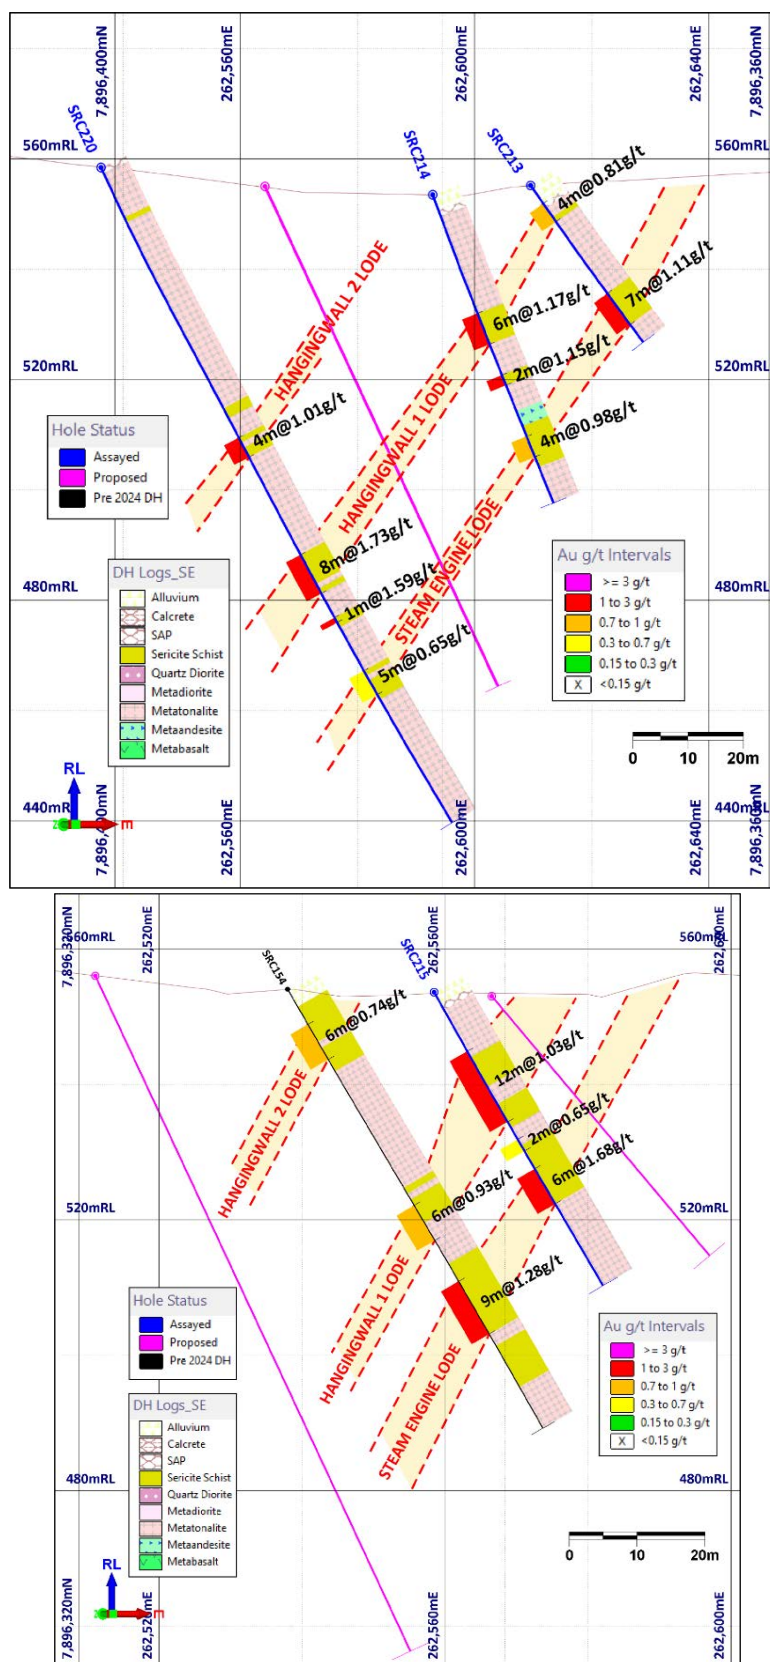 7,896,400mN
262,560mE
262,600mE
262,640mE
7,896,360mN
SRC220
SRC214
SRC213
560mRL
560mRL
4m@0.81g/t
7m@1.11g/t
6m@1.17g/t
2m@1.15g/t
4m@0.98g/t
HANGINGWALL 2 LODE
520mRL
520mRL
4m@1.01g/t
HANGINGWALL 1 LODE
Hole Status
Assayed
Proposed
Pre 2024 DH
8m@1.73g/t
1m@1.59g/t
5m@0.65g/t
STEAM ENGINE LODE
DH Logs_SE
Alluvium
Calcrete
SAP
Sericite Schist
Quartz Diorite
Metadiorite
Metatonalite
Metaandesite
Metabasalt
480mRL
480mRL
Au g/t Intervals
>= 3 g/t
1 to 3 g/t
0.7 to 1 g/t
0.3 to 0.7 g/t
0.15 to 0.3 g/t
X <0.15 g/t
0 10 20m
RL
E
440mRL
440mRL
7,896,400mN
262,560mE
262,600mE
262,640mE
7,896,360mN
7,896,320mN
262,520mE
262,560mE
560mRL
560mRL
SRC154
SRC215
6m@0.74g/t
12m@1.03g/t
2m@0.65g/t
6m@1.68g/t
HANGINGWALL 2 LODE
520mRL
520mRL
6m@0.93g/t
9m@1.28g/t
HANGINGWALL 1 LODE
STEAM ENGINE LODE
Hole Status
Assayed
Proposed
Pre 2024 DH
DH Logs_SE
Alluvium
Calcrete
SAP
Sericite Schist
Quartz Diorite
Metadiorite
Metatonalite
Metaandesite
Metabasalt
Au g/t Intervals
>= 3 g/t
1 to 3 g/t
0.7 to 1 g/t
0.3 to 0.7 g/t
0.15 to 0.3 g/t
X <0.15 g/t
480mRL
480mRL
0 10 20m
RL
E
7,896,320mN
262,520mE
262,560mE
262,600mE